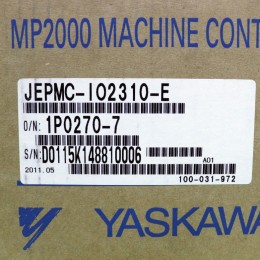 MP2000 MACHINE CONT
JEPMC-IO2310-E
O/N: 1P0270-7
S/N: D0115K148810006
2011.05 A01
100-031-972
YASKAWA